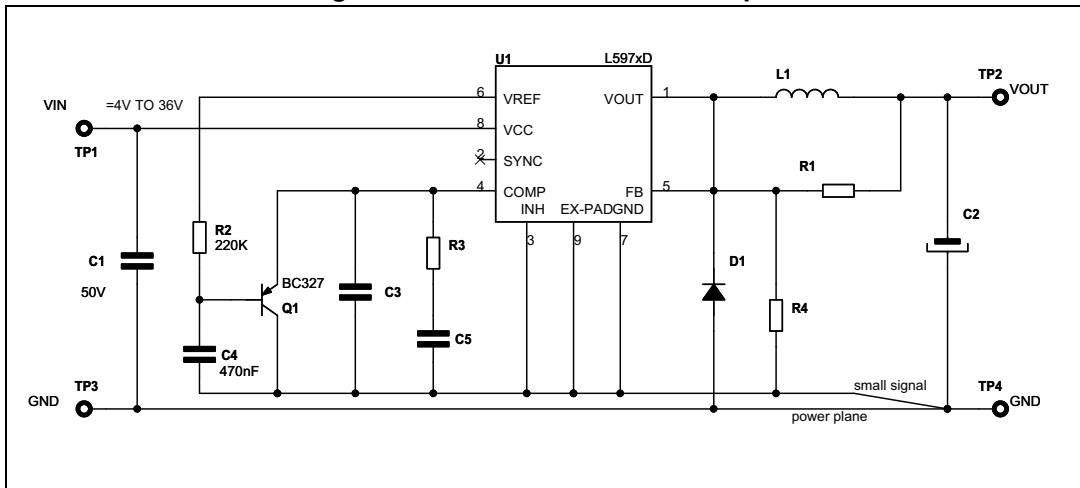 U1
L597xD
L1
TP2
VOUT
VIN
=4V TO 36V
TP1
6
VREF
VOUT
1
8
VCC
2
SYNC
R1
4
COMP
FB
5
INH
EX-PAD
GND
3
9
7
R2
220K
R3
C2
C1
50V
BC327
Q1
C3
D1
R4
C5
C4
470nF
TP3
GND
small signal
power plane
TP4
GND